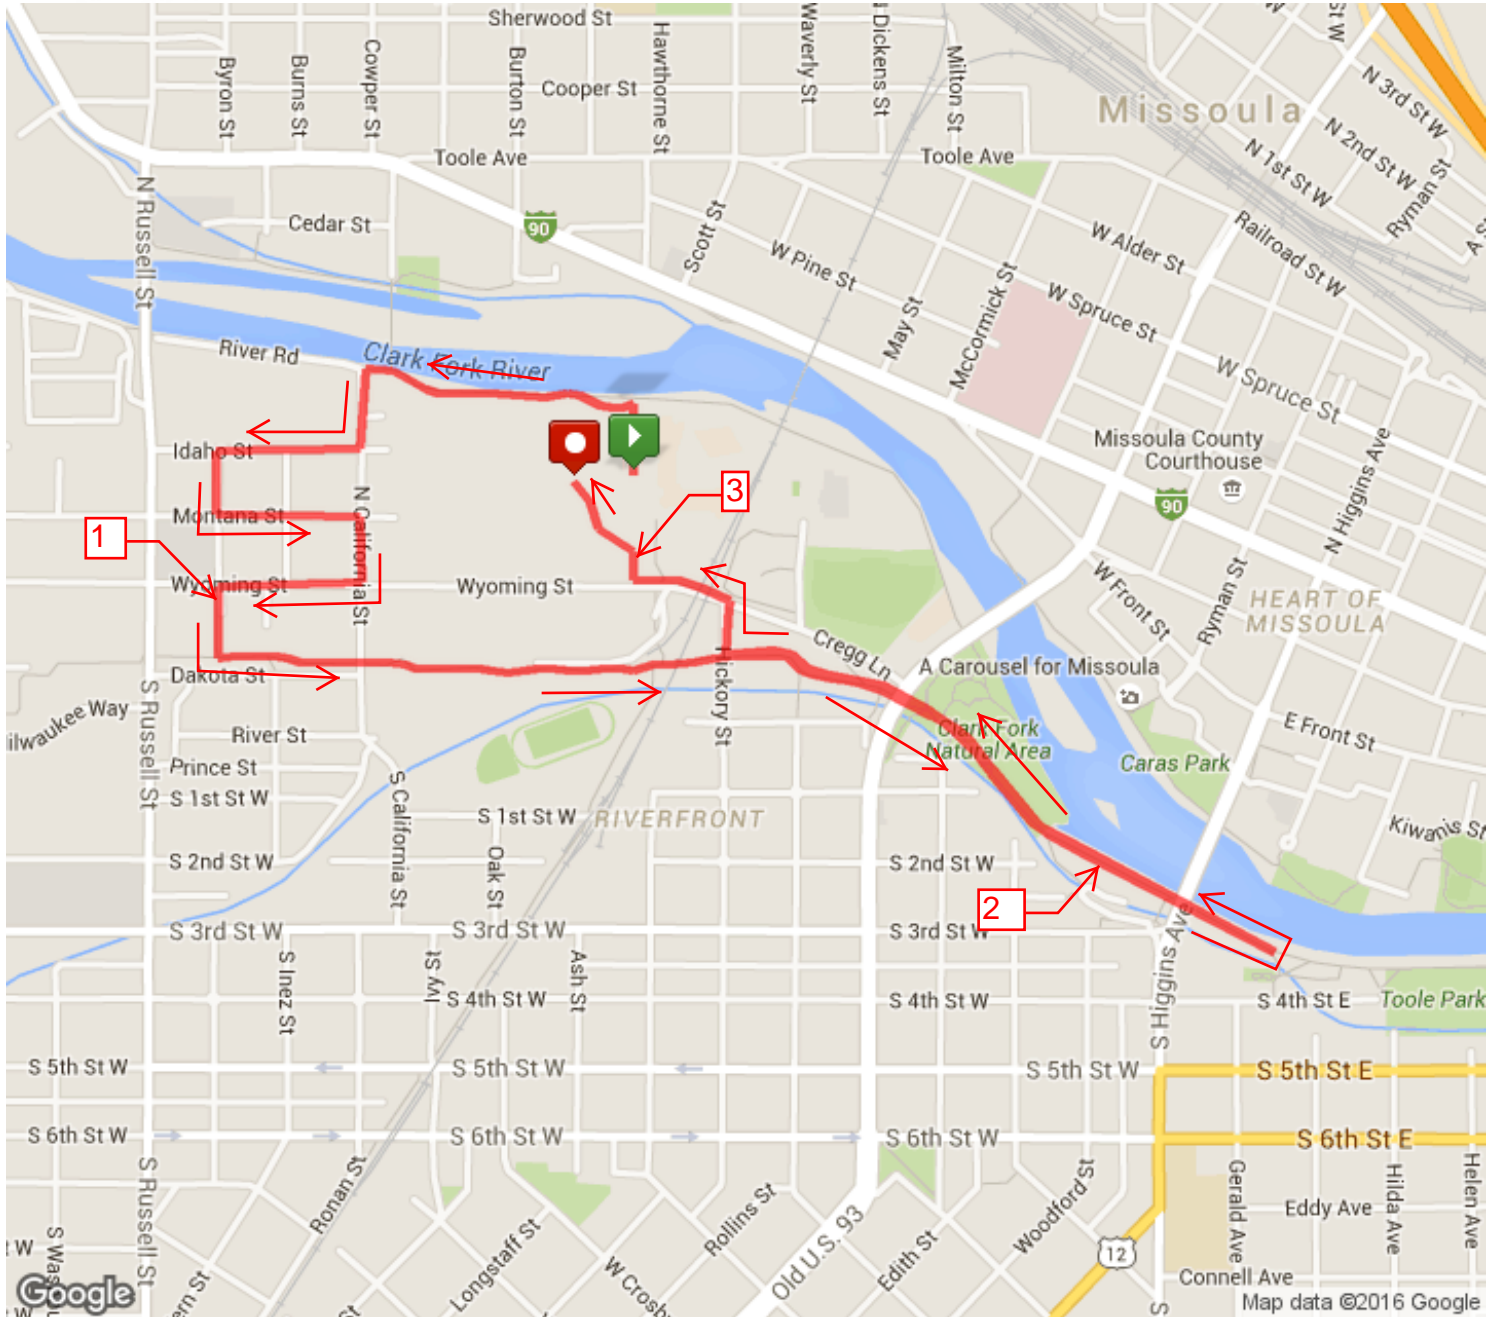 Sherwood St
Cooper St
Toole Ave
Toole Ave
Byron St
Burns St
Cowper St
Burton St
Hawthorne St
Waverly St
N Dickens St
Milton St
Missoula
N 3rd St W
N 2nd St W
N 1st St W
Ryman St
Railroad St W
N Russell St
Cedar St
90
Scott St
W Pine St
May St
McCormick St
W Alder St
W Spruce St
W Spruce St
River Rd
Clark Fork River
Idaho St
Montana St
N California St
Wyoming St
Wyoming St
Dakota St
1
3
Missoula County
Courthouse
90
N Higgins Ave
W Front St
Ryman St
HEART OF
MISSOULA
Cregg Ln
A Carousel for Missoula
Hickory St
Clark Fork
Natural Area
Caras Park
E Front St
Kiwanis St
ilwaukee Way
S Russell St
River St
Prince St
S 1st St W
S California St
S 1st St W
RIVERFRONT
S 2nd St W
Oak St
S 2nd St W
2
S 3rd St W
S 3rd St W
S 3rd St W
S Higgins Ave
S Inez St
Ivy St
S 4th St W
Ash St
S 4th St W
S 4th St E
Toole Park
S 5th St W
S 5th St W
S 5th St W
S 5th St E
S 6th St W
S 6th St W
S 6th St W
S 6th St E
S Russell St
Ronan St
Longstaff St
W Crosby
Rollins St
Old U.S. 93
Edith St
Woodford St
12
Gerald Ave
Eddy Ave
Hilda Ave
Helen Ave
Connell Ave
Google
Map data ©2016 Google